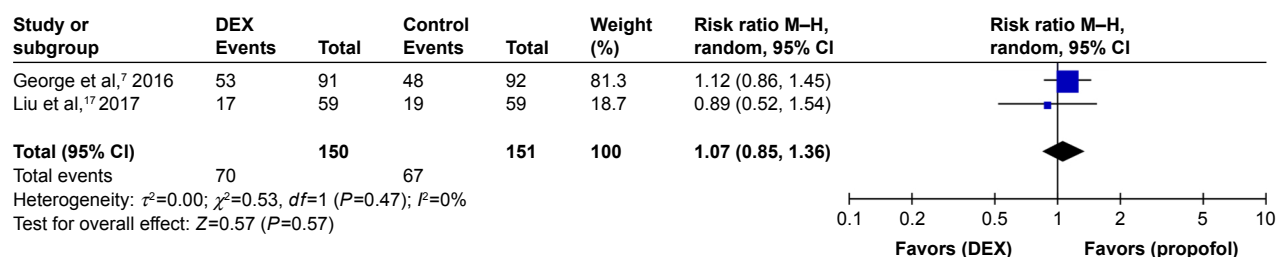 Study or subgroup DEX Events Total Control Events Total Weight (%) Risk ratio M–H, random, 95% CI Risk ratio M–H, random, 95% CI
George et al,⁷ 2016 53 91 48 92 81.3 1.12 (0.86, 1.45)
Liu et al,¹⁷ 2017 17 59 19 59 18.7 0.89 (0.52, 1.54)
Total (95% CI) 150 151 100 1.07 (0.85, 1.36)
Total events 70 67
Heterogeneity: τ²=0.00; χ²=0.53, df=1 (P=0.47); I²=0%
Test for overall effect: Z=0.57 (P=0.57)
0.1 0.2 0.5 1 2 5 10
Favors (DEX) Favors (propofol)